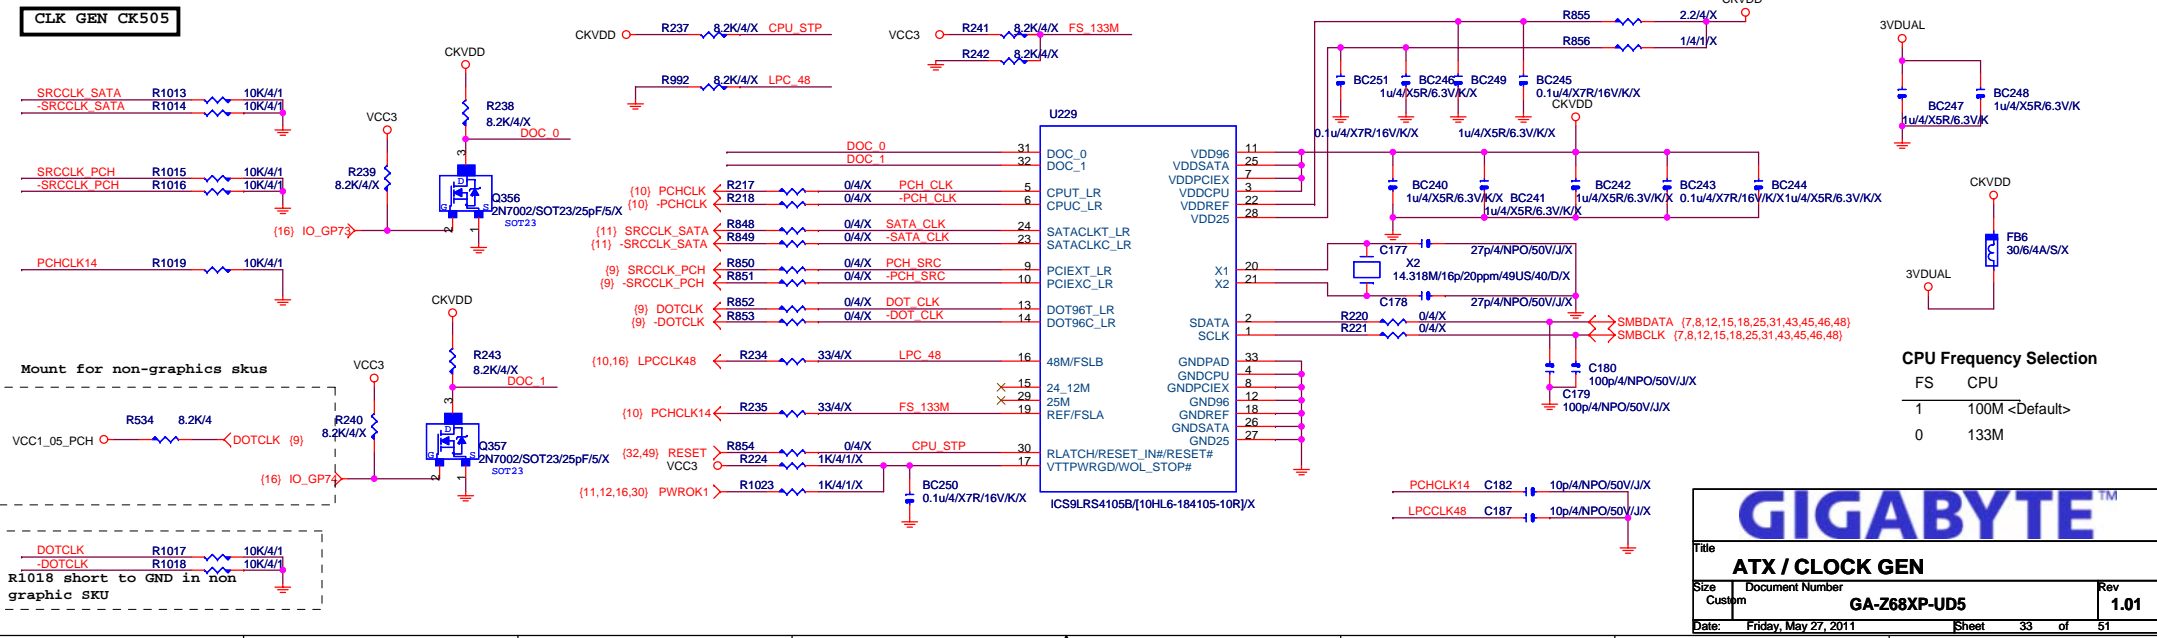 CLK GEN CK505
SRCCLK_SATA R1013 10K/4/1
-SRCCLK_SATA R1014 10K/4/1
SRCCLK_PCH R1015 10K/4/1
-SRCCLK_PCH R1016 10K/4/1
PCHCLK14 R1019 10K/4/1
CKVDD
R238
8.2K/4/X
DOC_0
VCC3
R239
8.2K/4/X
3
D
G
S
Q356
2N7002/SOT23/25pF/5/X
SOT23
2
1
{16} IO_GP73
CKVDD
R243
8.2K/4/X
DOC_1
VCC3
R240
8.2K/4/X
3
D
G
S
Q357
2N7002/SOT23/25pF/5/X
SOT23
2
1
{16} IO_GP74
Mount for non-graphics skus
R534 8.2K/4
VCC1_05_PCH DOTCLK {9}
DOTCLK R1017 10K/4/1
-DOTCLK R1018 10K/4/1
R1018 short to GND in non
graphic SKU
CKVDD R237 8.2K/4/X CPU_STP
R992 8.2K/4/X LPC_48
VCC3 R241 8.2K/4/X FS_133M
R242 8.2K/4/X
U229
DOC_0 31 DOC_0
DOC_1 32 DOC_1
{10} PCHCLK R217 0/4/X PCH_CLK 5 CPUT_LR
{10} -PCHCLK R218 0/4/X -PCH_CLK 6 CPUC_LR
{11} SRCCLK_SATA R848 0/4/X SATA_CLK 24 SATACLKT_LR
{11} -SRCCLK_SATA R849 0/4/X -SATA_CLK 23 SATACLKC_LR
{9} SRCCLK_PCH R850 0/4/X PCH_SRC 9 PCIEXT_LR
{9} -SRCCLK_PCH R851 0/4/X -PCH_SRC 10 PCIEXC_LR
{9} DOTCLK R852 0/4/X DOT_CLK 13 DOT96T_LR
{9} -DOTCLK R853 0/4/X -DOT_CLK 14 DOT96C_LR
{10,16} LPCCLK48 R234 33/4/X LPC_48 16 48M/FSLB
15 24_12M
29 25M
{10} PCHCLK14 R235 33/4/X FS_133M 19 REF/FSLA
{32,49} RESET R854 0/4/X CPU_STP 30 RLATCH/RESET_IN#/RESET#
VCC3 R224 1K/4/1/X 17 VTTPWRGD/WOL_STOP#
{11,12,16,30} PWROK1 R1023 1K/4/1/X
BC250
0.1u/4/X7R/16V/K/X
ICS9LRS4105B/[10HL6-184105-10R]/X
VDD96 11
VDDSATA 25
VDDPCIEX 7
VDDCPU 3
VDDREF 22
VDD25 28
X1 20
X2 21
SDATA 2
SCLK 1
GNDPAD 33
GNDCPU 4
GNDPCIEX 8
GND96 12
GNDREF 18
GNDSATA 26
GND25 27
CKVDD
R855 2.2/4/X
R856 1/4/1/X
BC251
0.1u/4/X7R/16V/K/X
BC246
1u/4/X5R/6.3V/K/X
BC249
1u/4/X5R/6.3V/K/X
BC245
0.1u/4/X7R/16V/K/X
CKVDD
BC240
1u/4/X5R/6.3V/K/X
BC241
1u/4/X5R/6.3V/K/X
BC242
1u/4/X5R/6.3V/K/X
BC243
0.1u/4/X7R/16V/K/X
BC244
1u/4/X5R/6.3V/K/X
C177 27p/4/NPO/50V/J/X
X2
14.318M/16p/20ppm/49US/40/D/X
C178 27p/4/NPO/50V/J/X
R220 0/4/X SMBDATA {7,8,12,15,18,25,31,43,45,46,48}
R221 0/4/X SMBCLK {7,8,12,15,18,25,31,43,45,46,48}
C180
100p/4/NPO/50V/J/X
C179
100p/4/NPO/50V/J/X
PCHCLK14 C182 10p/4/NPO/50V/J/X
LPCCLK48 C187 10p/4/NPO/50V/J/X
3VDUAL
BC247
1u/4/X5R/6.3V/K
BC248
1u/4/X5R/6.3V/K
CKVDD
FB6
30/6/4A/S/X
3VDUAL
CPU Frequency Selection
FS CPU
1 100M <Default>
0 133M
GIGABYTE™
Title
ATX / CLOCK GEN
Size Document Number Rev
Custom GA-Z68XP-UD5 1.01
Date: Friday, May 27, 2011 Sheet 33 of 51